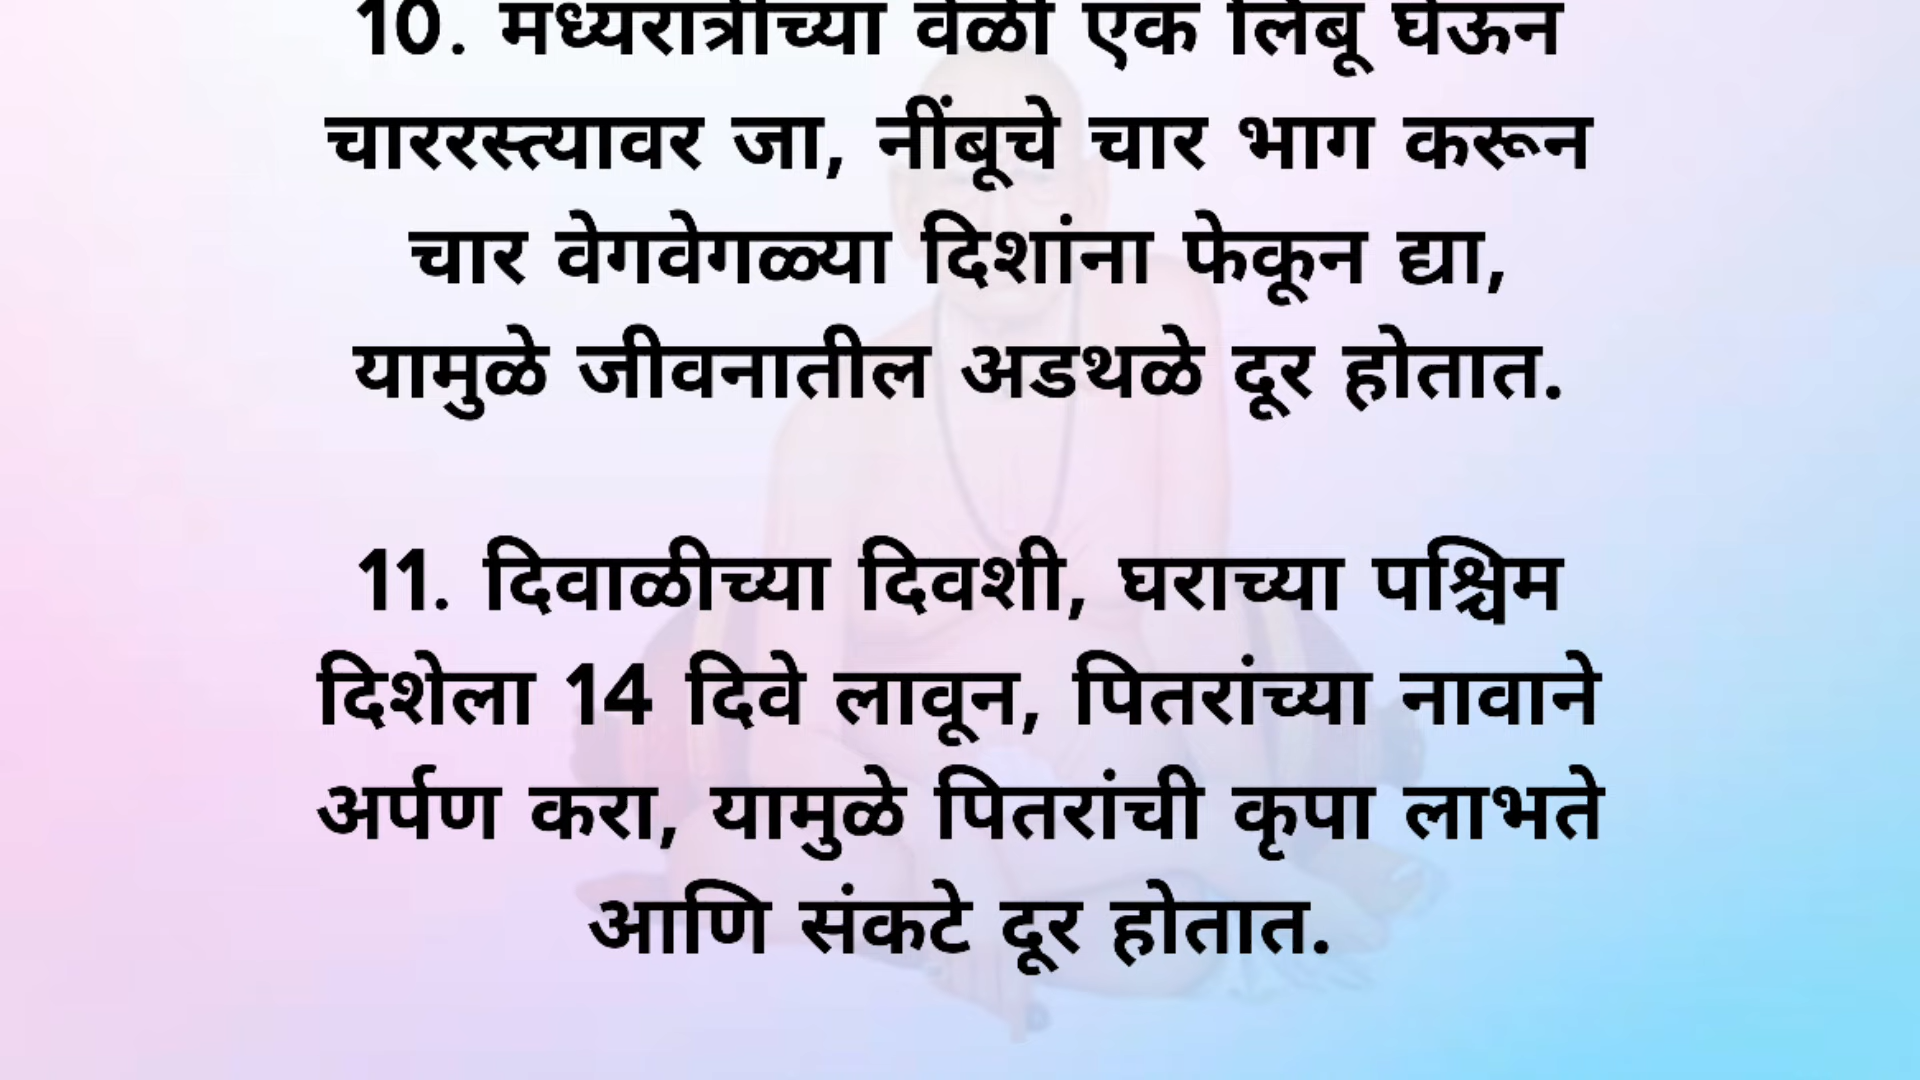 10. मध्यरात्रीच्या वेळी एक लिंबू घेऊन
चाररस्त्यावर जा, नींबूचे चार भाग करून
चार वेगवेगळ्या दिशांना फेकून द्या,
यामुळे जीवनातील अडथळे दूर होतात.
11. दिवाळीच्या दिवशी, घराच्या पश्चिम
दिशेला 14 दिवे लावून, पितरांच्या नावाने
अर्पण करा, यामुळे पितरांची कृपा लाभते
आणि संकटे दूर होतात.